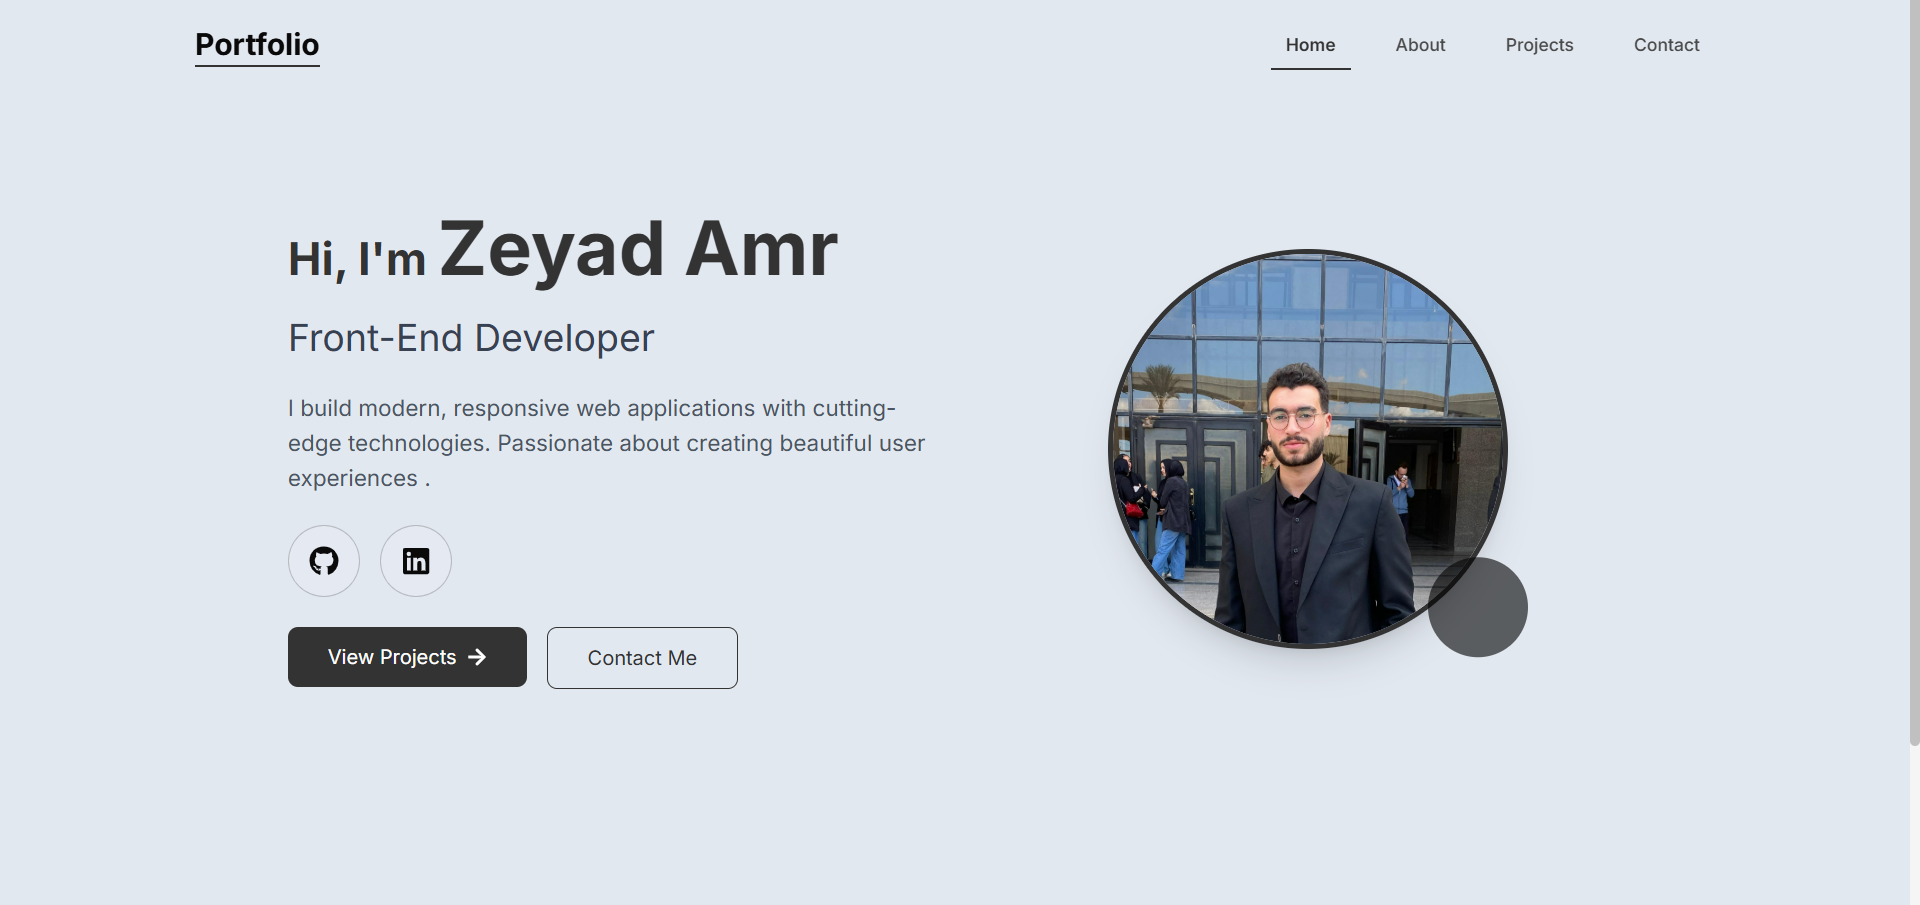 Portfolio
Home About Projects Contact
Hi, I'm Zeyad Amr
Front-End Developer
I build modern, responsive web applications with cutting-
edge technologies. Passionate about creating beautiful user
experiences .
in
View Projects
Contact Me